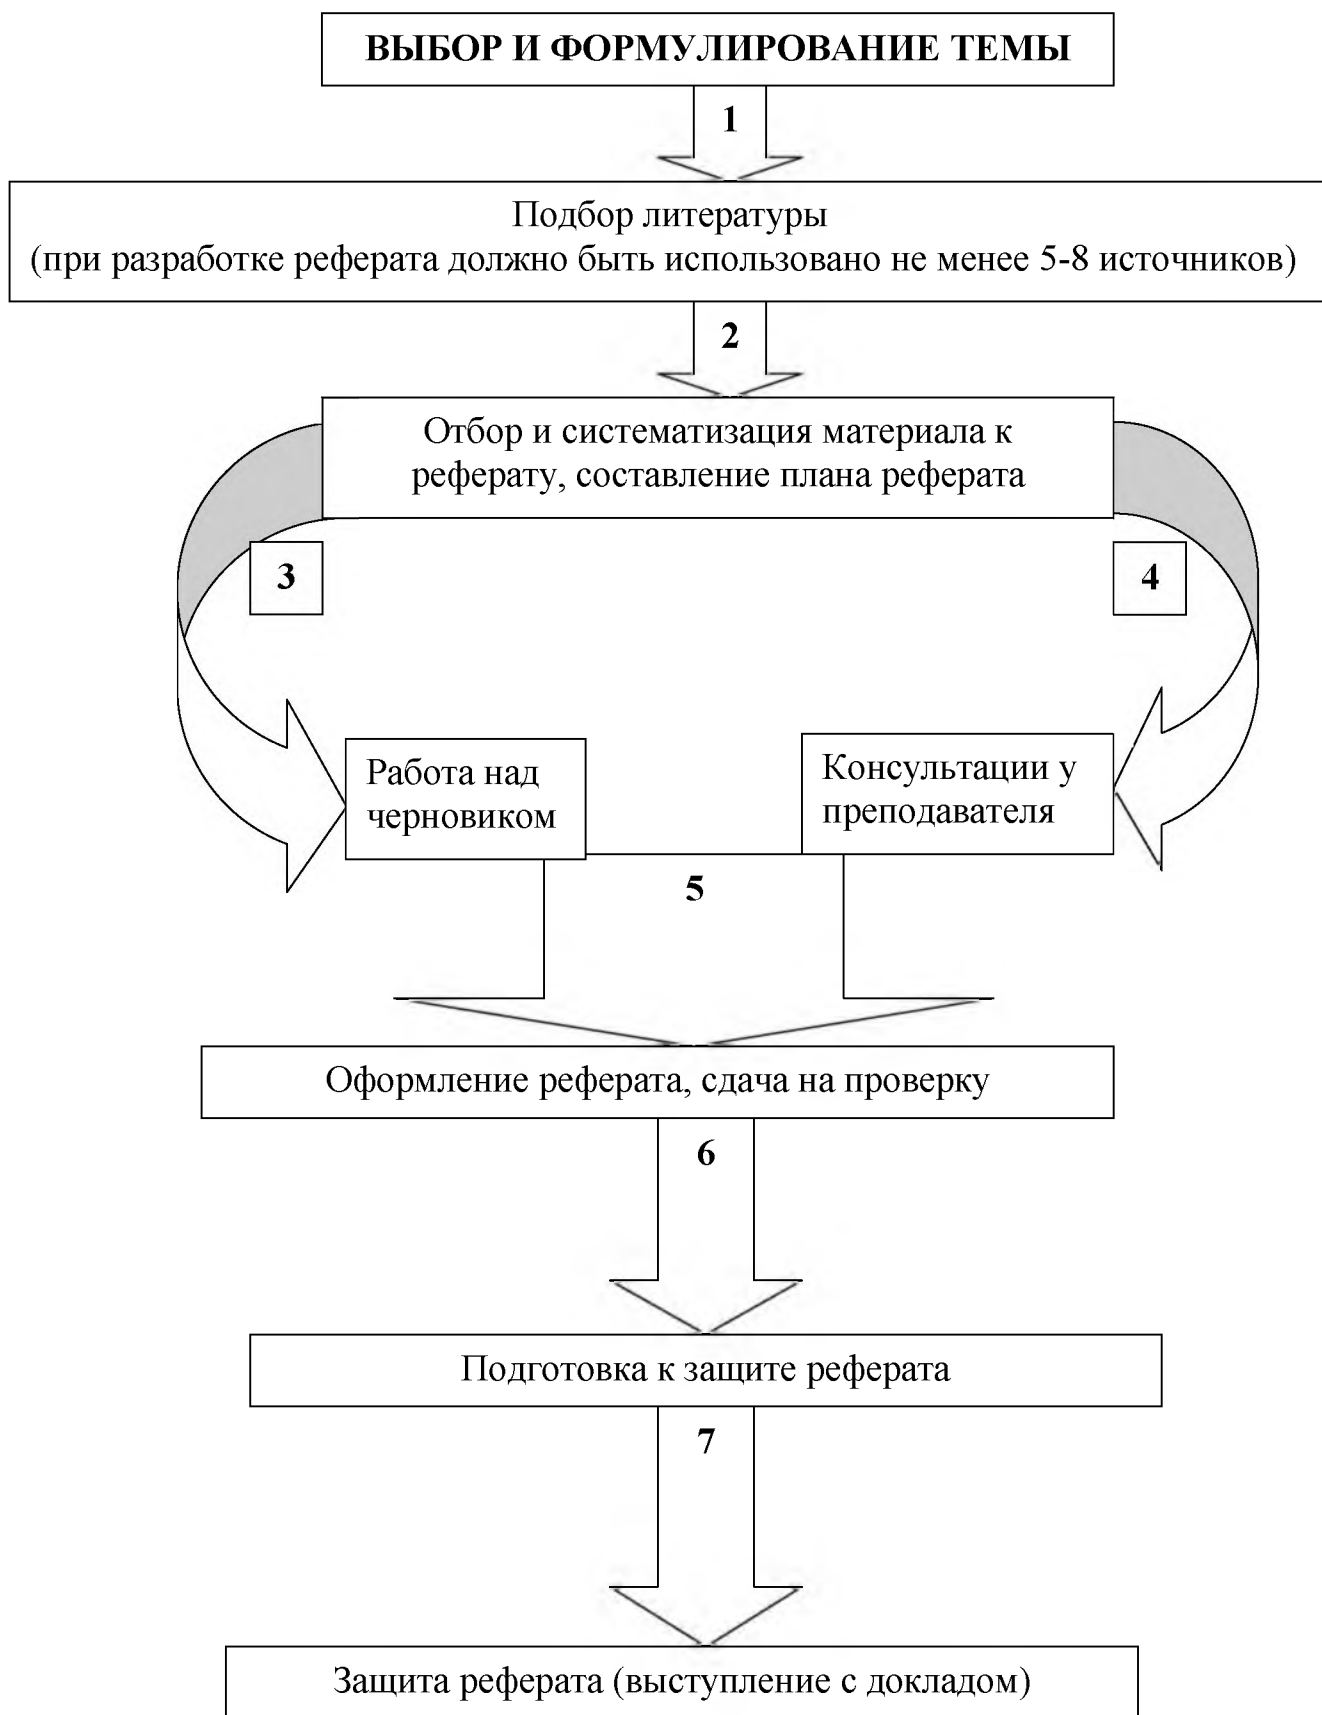 ВЫБОР И ФОРМУЛИРОВАНИЕ ТЕМЫ
1
Подбор литературы
(при разработке реферата должно быть использовано не менее 5-8 источников)
2
Отбор и систематизация материала к
реферату, составление плана реферата
3
4
Работа над
черновиком
Консультации у
преподавателя
5
Оформление реферата, сдача на проверку
6
Подготовка к защите реферата
7
Защита реферата (выступление с докладом)